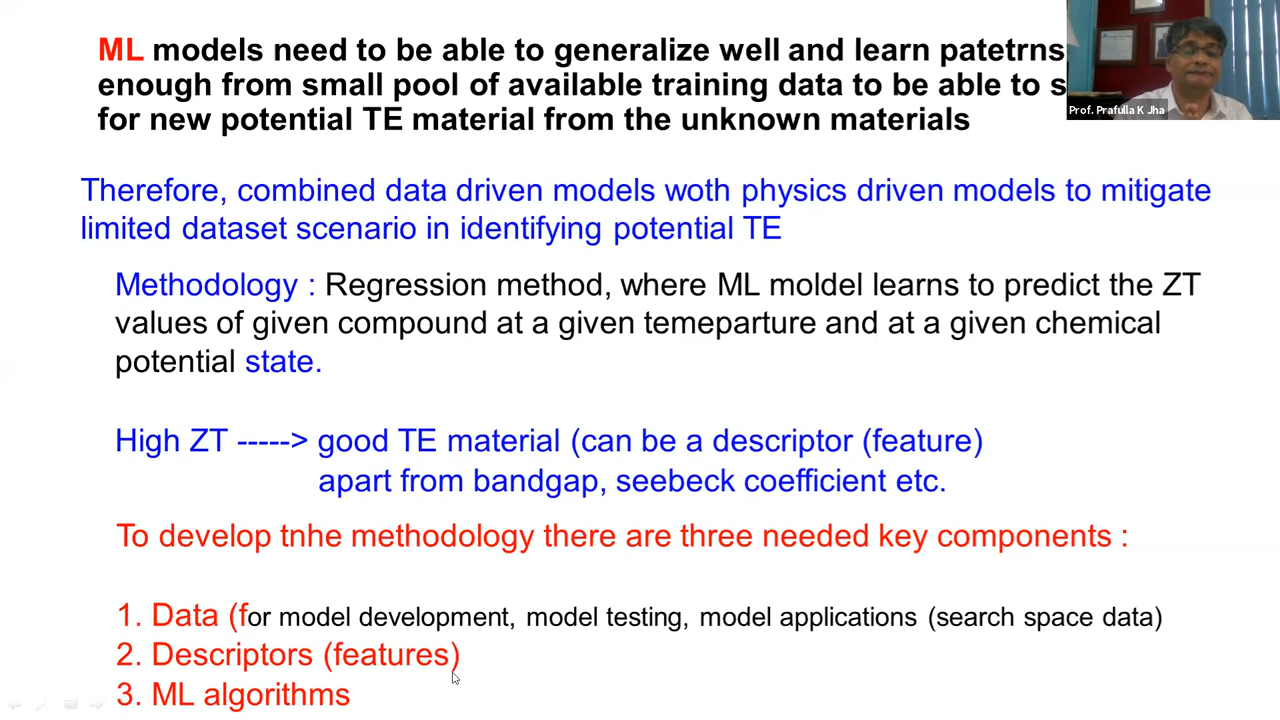 ML models need to be able to generalize well and learn patetrns
enough from small pool of available training data to be able to s
for new potential TE material from the unknown materials
Prof. Prafulla K Jha
Therefore, combined data driven models woth physics driven models to mitigate
limited dataset scenario in identifying potential TE
Methodology : Regression method, where ML moldel learns to predict the ZT
values of given compound at a given temeparture and at a given chemical
potential state.
High ZT -----> good TE material (can be a descriptor (feature)
apart from bandgap, seebeck coefficient etc.
To develop tnhe methodology there are three needed key components :
1. Data (for model development, model testing, model applications (search space data)
2. Descriptors (features)
3. ML algorithms